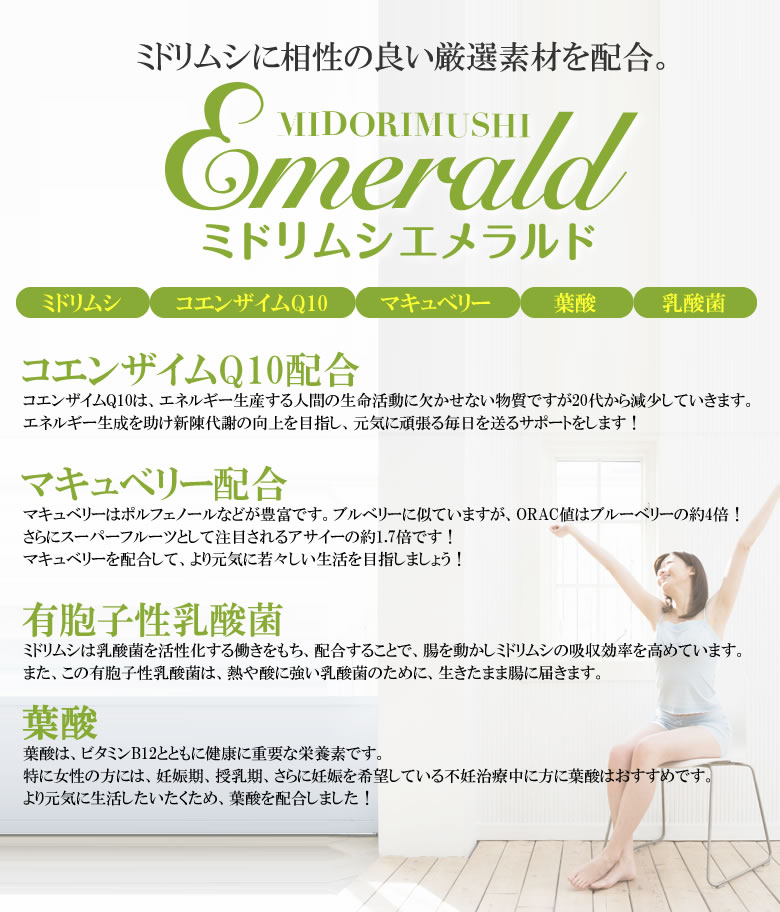 ミドリムシに相性の良い厳選素材を配合。
MIDORIMUSHI
Emerald
ミドリムシエメラルド
ミドリムシ コエンザイムQ10 マキュベリー 葉酸 乳酸菌
コエンザイムQ10配合
コエンザイムQ10は、エネルギー生産する人間の生命活動に欠かせない物質ですが20代から減少していきます。
エネルギー生成を助け新陳代謝の向上を目指し、元気に頑張る毎日を送るサポートをします！
マキュベリー配合
マキュベリーはポルフェノールなどが豊富です。ブルベリーに似ていますが、ORAC値はブルーベリーの約4倍！
さらにスーパーフルーツとして注目されるアサイーの約1.7倍です！
マキュベリーを配合して、より元気に若々しい生活を目指しましょう！
有胞子性乳酸菌
ミドリムシは乳酸菌を活性化する働きをもち、配合することで、腸を動かしミドリムシの吸収効率を高めています。
また、この有胞子性乳酸菌は、熱や酸に強い乳酸菌のために、生きたまま腸に届きます。
葉酸
葉酸は、ビタミンB12とともに健康に重要な栄養素です。
特に女性の方には、妊娠期、授乳期、さらに妊娠を希望している不妊治療中に方に葉酸はおすすめです。
より元気に生活したいたくため、葉酸を配合しました！